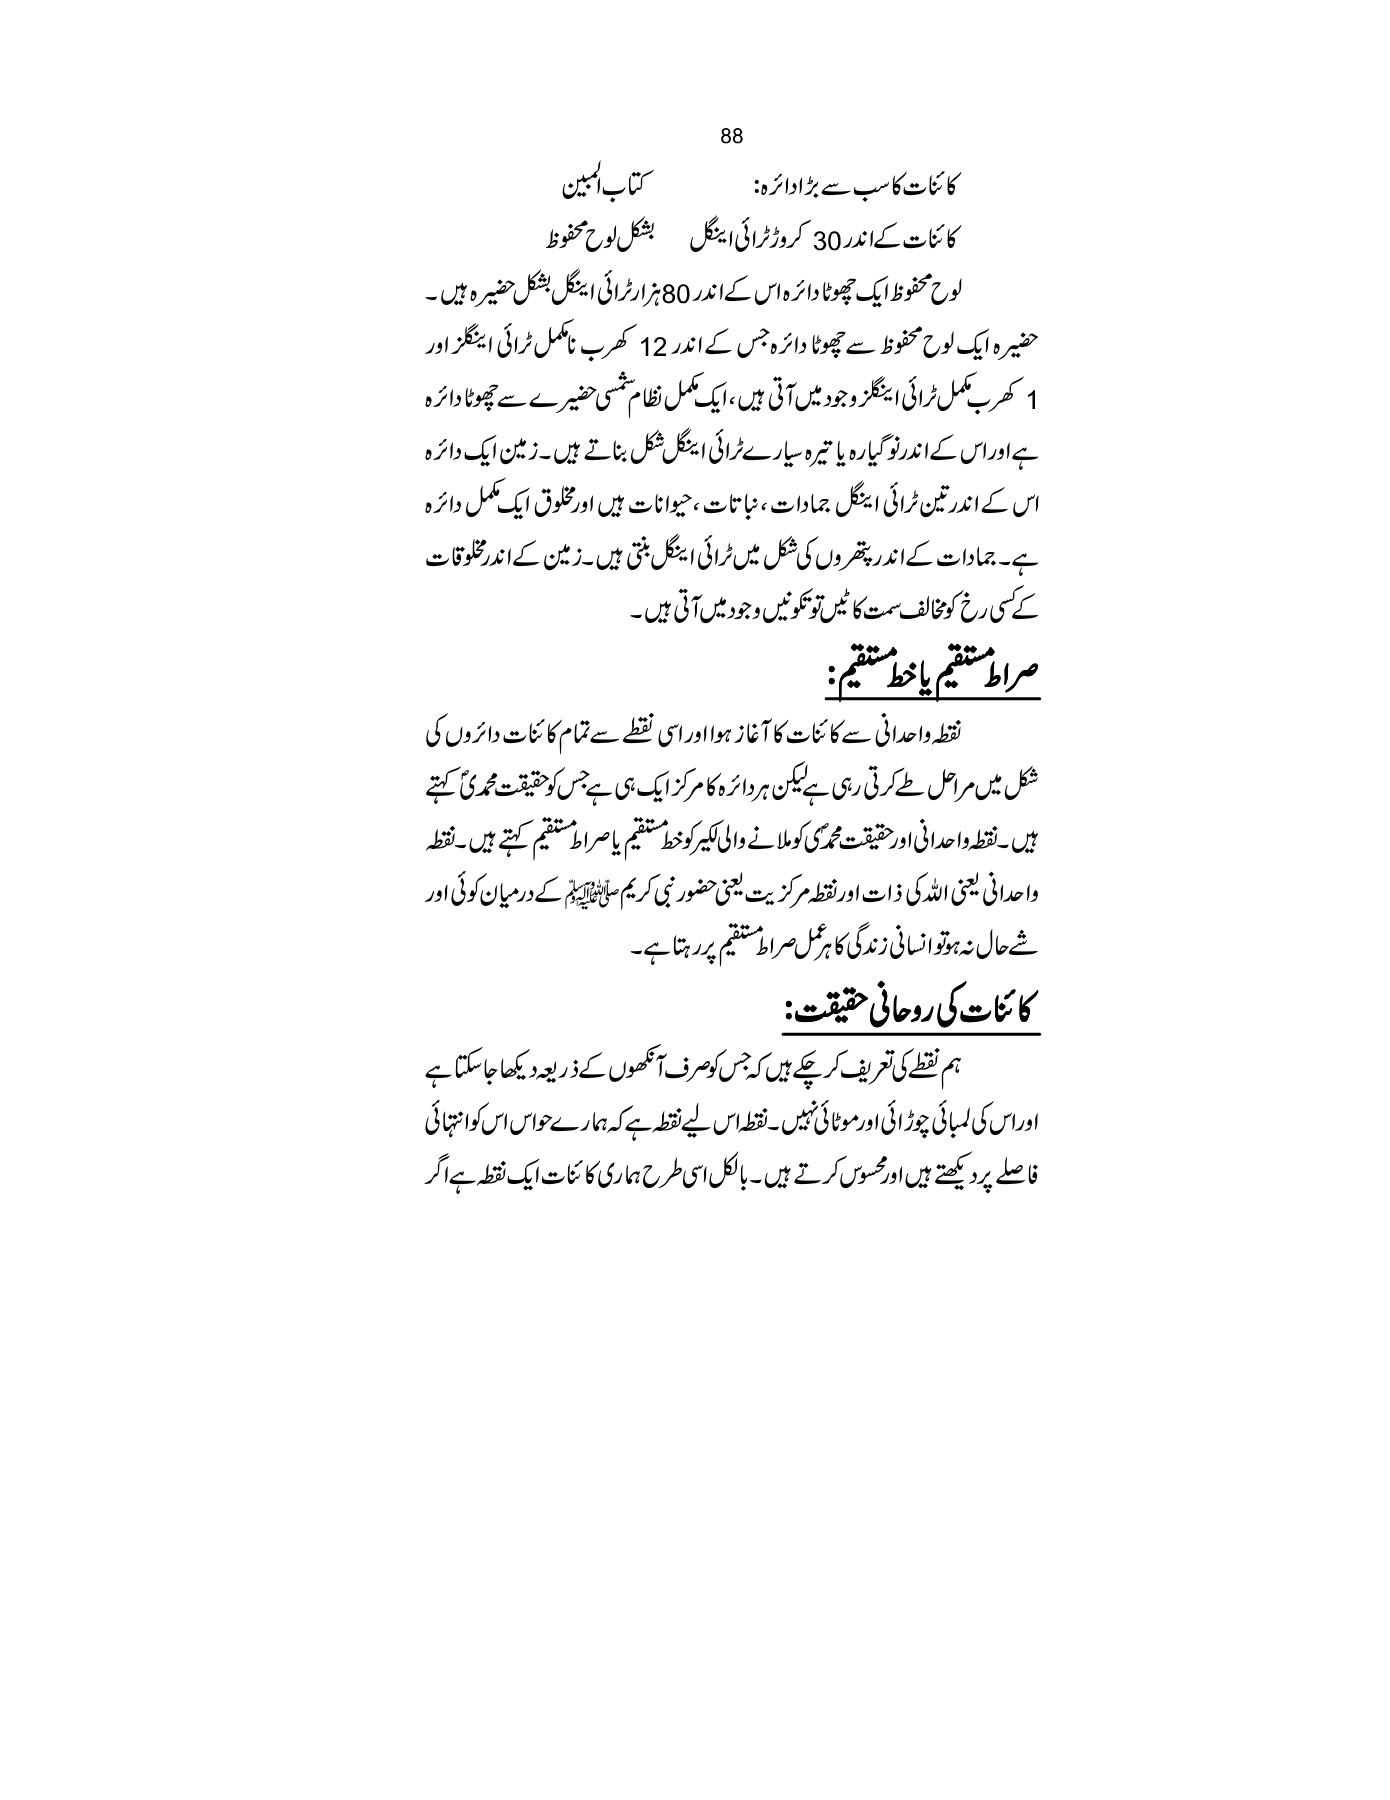 88
کائنات کا سب سے بڑا دائرہ: کتاب المبین
کائنات کے اندر 30 کروڑ ٹرائی اینگل بشکل لوح محفوظ
لوح محفوظ ایک چھوٹا دائرہ اس کے اندر 80 ہزار ٹرائی اینگل بشکل حضیرہ ہیں۔
حضیرہ ایک لوح محفوظ سے چھوٹا دائرہ جس کے اندر 12 کھرب نامکمل ٹرائی اینگلز اور
1 کھرب مکمل ٹرائی اینگلز وجود میں آتی ہیں، ایک مکمل نظام شمسی حضیرے سے چھوٹا دائرہ
ہے اور اس کے اندر نو گیارہ یا تیرہ سیارے ٹرائی اینگل شکل بناتے ہیں۔ زمین ایک دائرہ
اس کے اندر تین ٹرائی اینگل جمادات، نباتات، حیوانات ہیں اور مخلوق ایک مکمل دائرہ
ہے۔ جمادات کے اندر پتھروں کی شکل میں ٹرائی اینگل بنتی ہیں۔ زمین کے اندر مخلوقات
کے کسی رخ کو مخالف سمت کاٹیں تو تکونیں وجود میں آتی ہیں۔
صراط مستقیم یا خط مستقیم:
نقطہ واحدانی سے کائنات کا آغاز ہوا اور اسی نقطے سے تمام کائنات دائروں کی
شکل میں مراحل طے کرتی رہی ہے لیکن ہر دائرہ کا مرکز ایک ہی ہے جس کو حقیقت محمدیؐ کہتے
ہیں۔ نقطہ واحدانی اور حقیقت محمدؐی کو ملانے والی لکیر کو خط مستقیم یا صراط مستقیم کہتے ہیں۔ نقطہ
واحدانی یعنی اللہ کی ذات اور نقطہ مرکزیت یعنی حضور نبی کریم ﷺ کے درمیان کوئی اور
شے حال نہ ہو تو انسانی زندگی کا ہر عمل صراط مستقیم پر رہتا ہے۔
کائنات کی روحانی حقیقت:
ہم نقطے کی تعریف کر چکے ہیں کہ جس کو صرف آنکھوں کے ذریعہ دیکھا جا سکتا ہے
اور اس کی لمبائی چوڑائی اور موٹائی نہیں۔ نقطہ اس لیے نقطہ ہے کہ ہمارے حواس اس کو انتہائی
فاصلے پر دیکھتے ہیں اور محسوس کرتے ہیں۔ بالکل اسی طرح ہماری کائنات ایک نقطہ ہے اگر